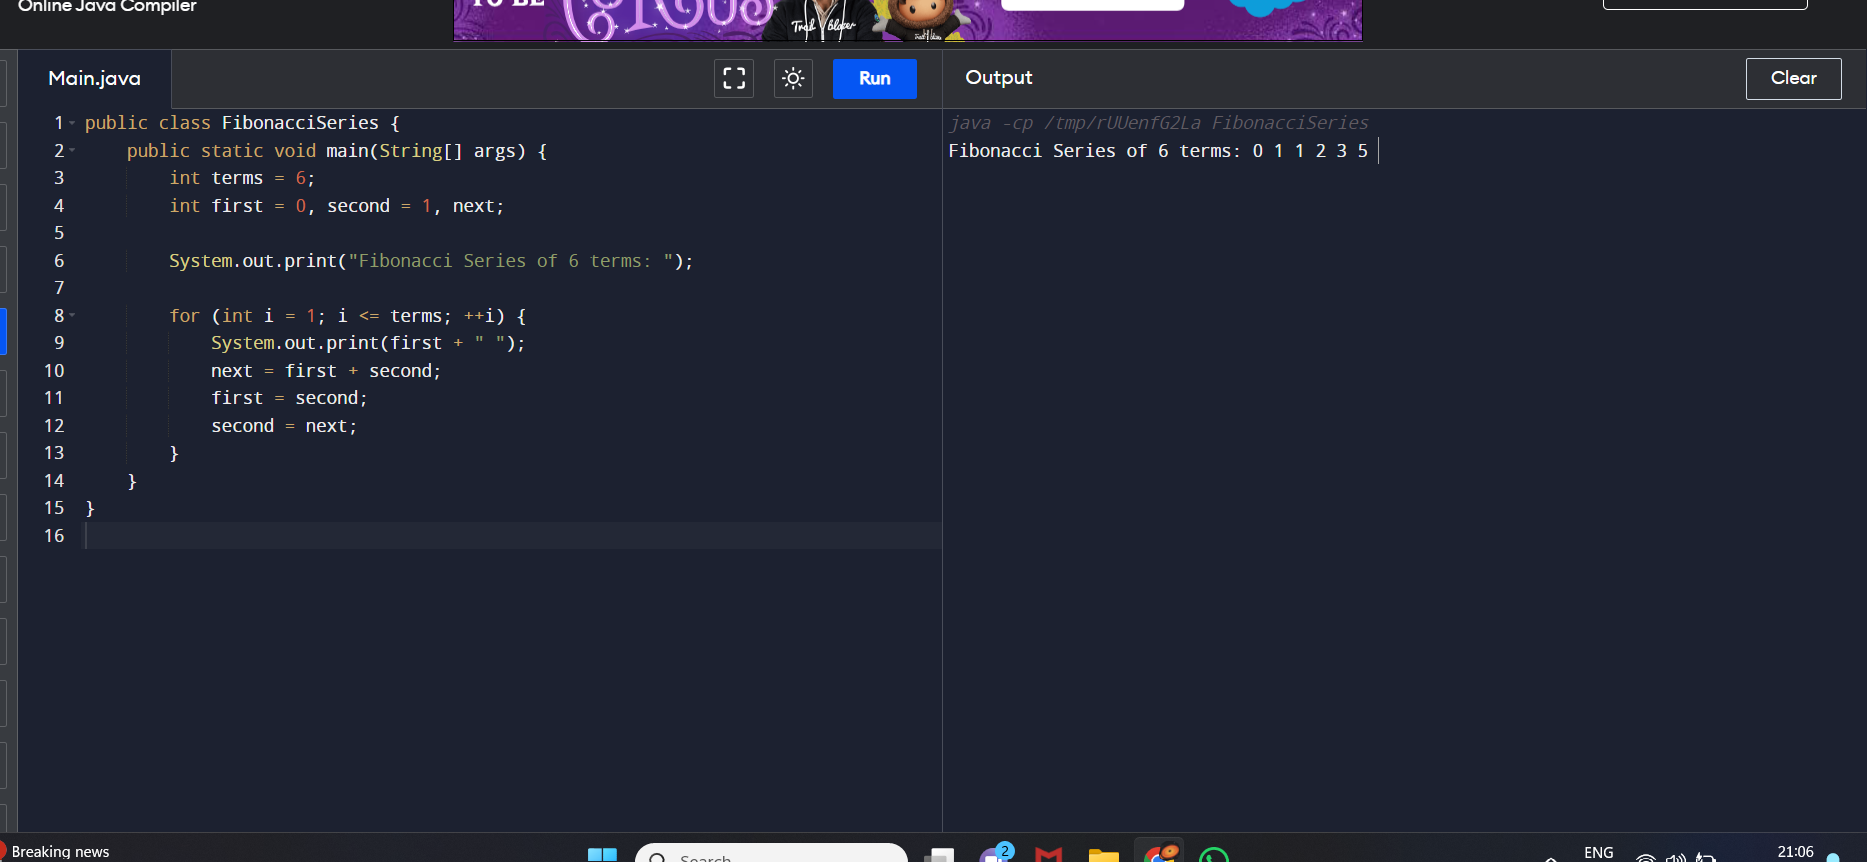 Online Java Compiler
TO BE
Trail Blazer
Main.java
Run
Output
Clear
1 public class FibonacciSeries {
2 public static void main(String[] args) {
3 int terms = 6;
4 int first = 0, second = 1, next;
5
6 System.out.print("Fibonacci Series of 6 terms: ");
7
8 for (int i = 1; i <= terms; ++i) {
9 System.out.print(first + " ");
10 next = first + second;
11 first = second;
12 second = next;
13 }
14 }
15 }
16
java -cp /tmp/rUUenfG2La FibonacciSeries
Fibonacci Series of 6 terms: 0 1 1 2 3 5
Breaking news
Search
2
ENG
21:06